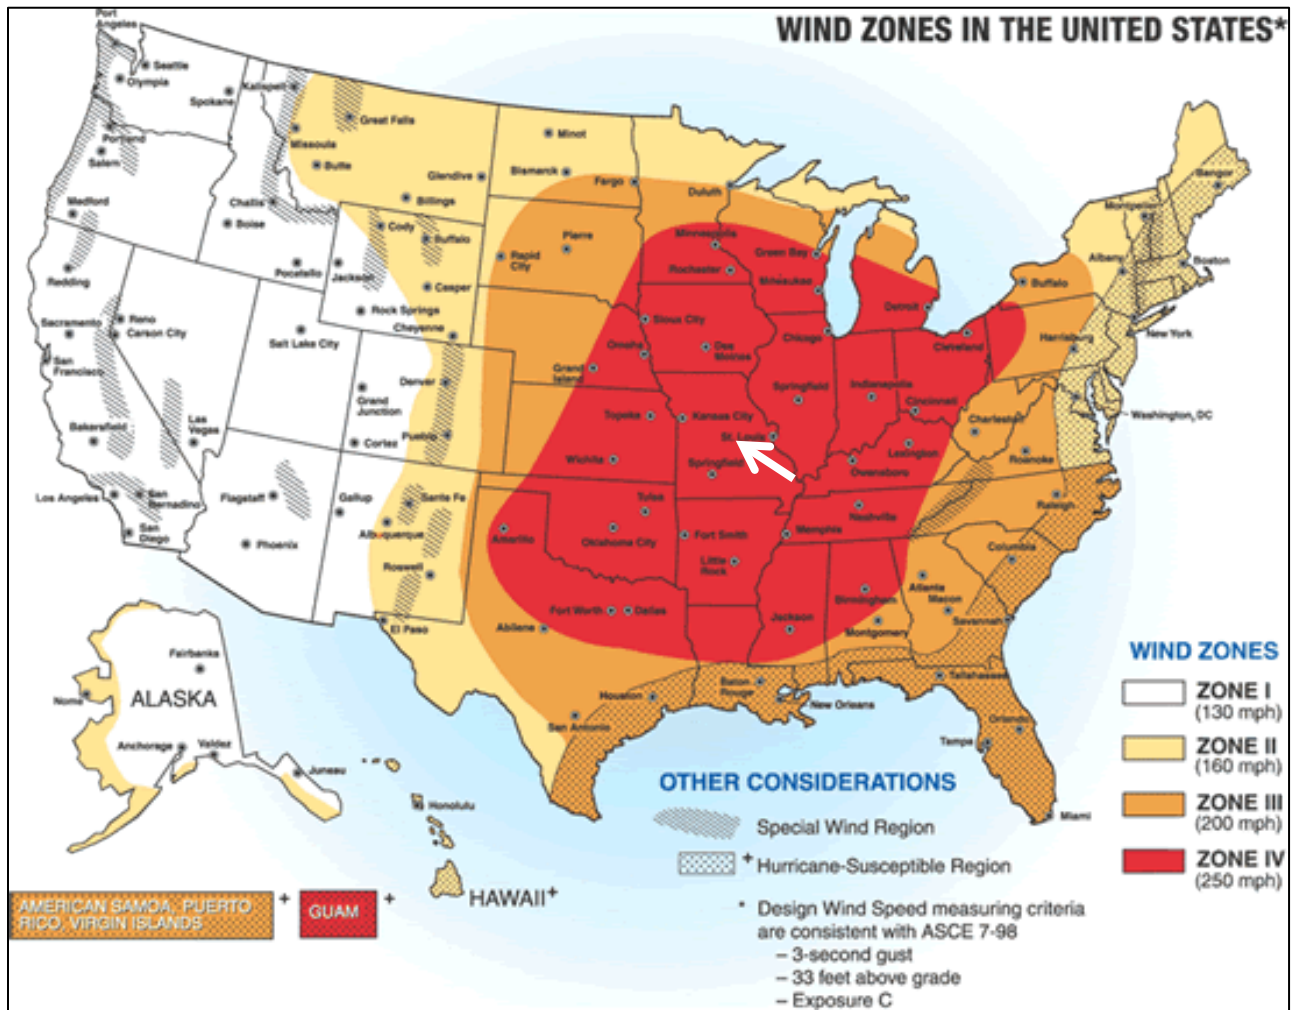 WIND ZONES IN THE UNITED STATES*
Port
Angeles
Seattle
Olympia
Spokane
Kalispell
Great Falls
Missoula
Butte
Glendive
Billings
Minot
Bismarck
Fargo
Duluth
Portland
Salem
Medford
Challis
Boise
Cody
Buffalo
Pocatello
Jackson
Casper
Rock Springs
Cheyenne
Rapid
City
Pierre
Minneapolis
Rochester
Green Bay
Milwaukee
Detroit
Chicago
Cleveland
Buffalo
Albany
Montpelier
Bangor
Boston
New York
Harrisburg
Washington, DC
Redding
Reno
Carson City
Sacramento
San
Francisco
Salt Lake City
Sioux City
Des
Moines
Omaha
Grand
Island
Denver
Grand
Junction
Cortez
Pueblo
Las
Vegas
Bakersfield
Topeka
Kansas City
St. Louis
Springfield
Springfield
Indianapolis
Cincinnati
Charleston
Lexington
Owensboro
Roanoke
Wichita
Los Angeles
San
Bernadino
San
Diego
Flagstaff
Phoenix
Gallup
Sante Fe
Albuquerque
Roswell
El Paso
Amarillo
Tulsa
Oklahoma City
Fort Smith
Little
Rock
Memphis
Nashville
Raleigh
Columbia
Atlanta
Macon
Savannah
Birmingham
Montgomery
Jackson
Fort Worth
Dallas
Abilene
Houston
San Antonio
Baton
Rouge
New Orleans
Tallahassee
Orlando
Tampa
Miami
Fairbanks
Nome
ALASKA
Anchorage
Valdez
Juneau
Honolulu
HAWAII+
AMERICAN SAMOA, PUERTO
RICO, VIRGIN ISLANDS
+
GUAM
+
WIND ZONES
ZONE I
(130 mph)
ZONE II
(160 mph)
ZONE III
(200 mph)
ZONE IV
(250 mph)
OTHER CONSIDERATIONS
Special Wind Region
+ Hurricane-Susceptible Region
* Design Wind Speed measuring criteria
are consistent with ASCE 7-98
– 3-second gust
– 33 feet above grade
– Exposure C